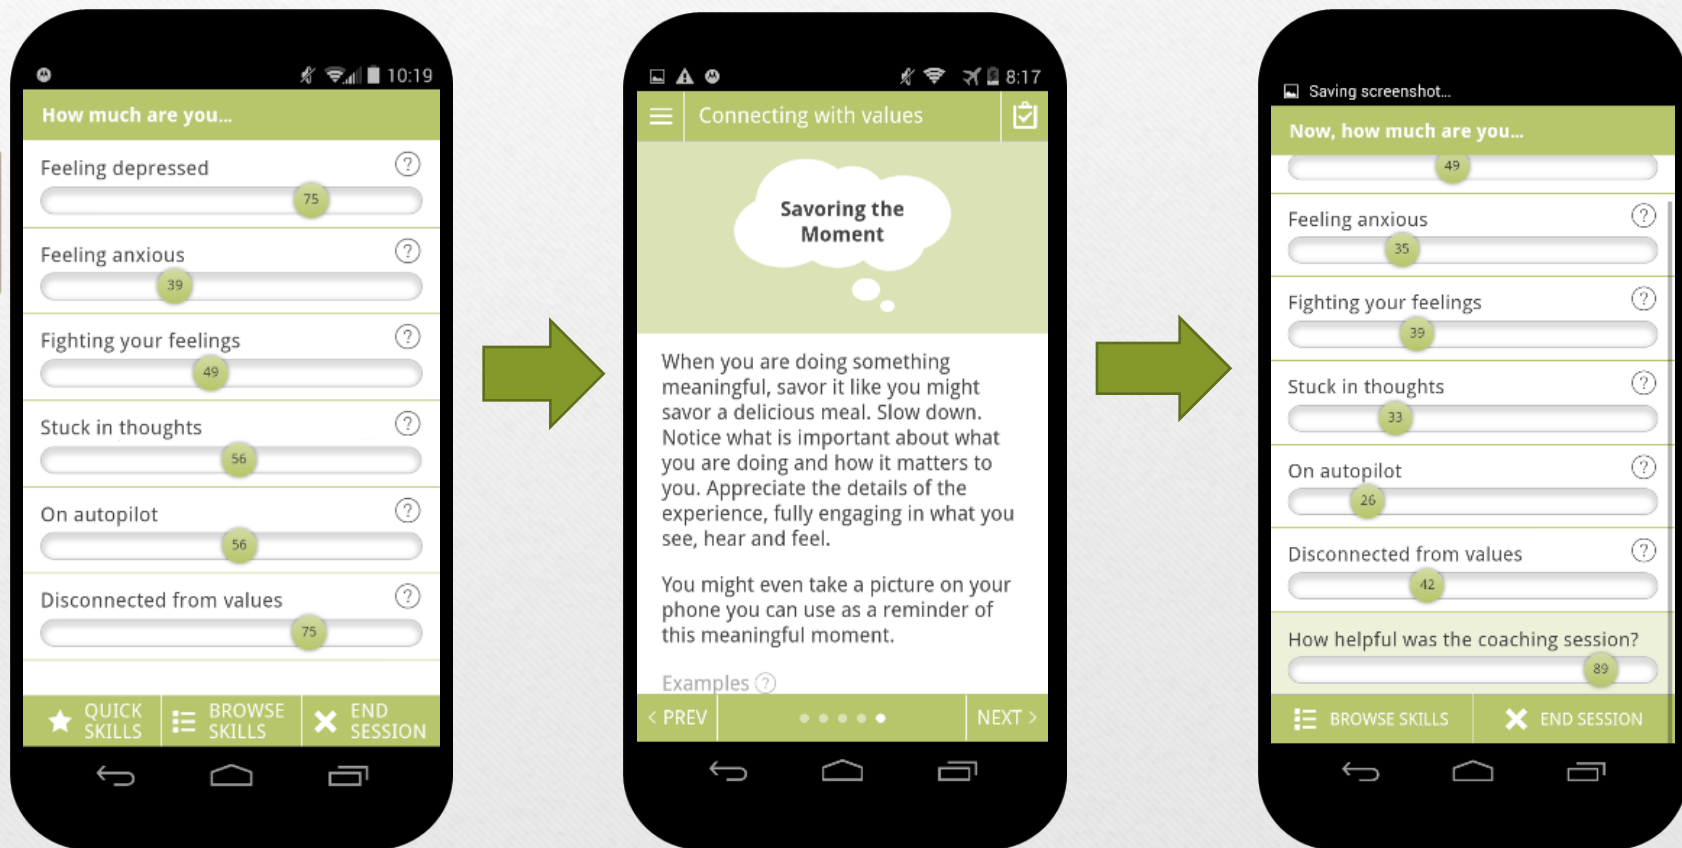 10:19
How much are you...
Feeling depressed
?
75
Feeling anxious
?
39
Fighting your feelings
?
49
Stuck in thoughts
?
56
On autopilot
?
56
Disconnected from values
?
75
QUICK
SKILLS
BROWSE
SKILLS
END
SESSION
8:17
Connecting with values
Savoring the
Moment
When you are doing something
meaningful, savor it like you might
savor a delicious meal. Slow down.
Notice what is important about what
you are doing and how it matters to
you. Appreciate the details of the
experience, fully engaging in what you
see, hear and feel.
You might even take a picture on your
phone you can use as a reminder of
this meaningful moment.
Examples ?
< PREV
NEXT >
Saving screenshot...
Now, how much are you...
49
Feeling anxious
?
35
Fighting your feelings
?
39
Stuck in thoughts
?
33
On autopilot
?
26
Disconnected from values
?
42
How helpful was the coaching session?
89
BROWSE SKILLS
END SESSION